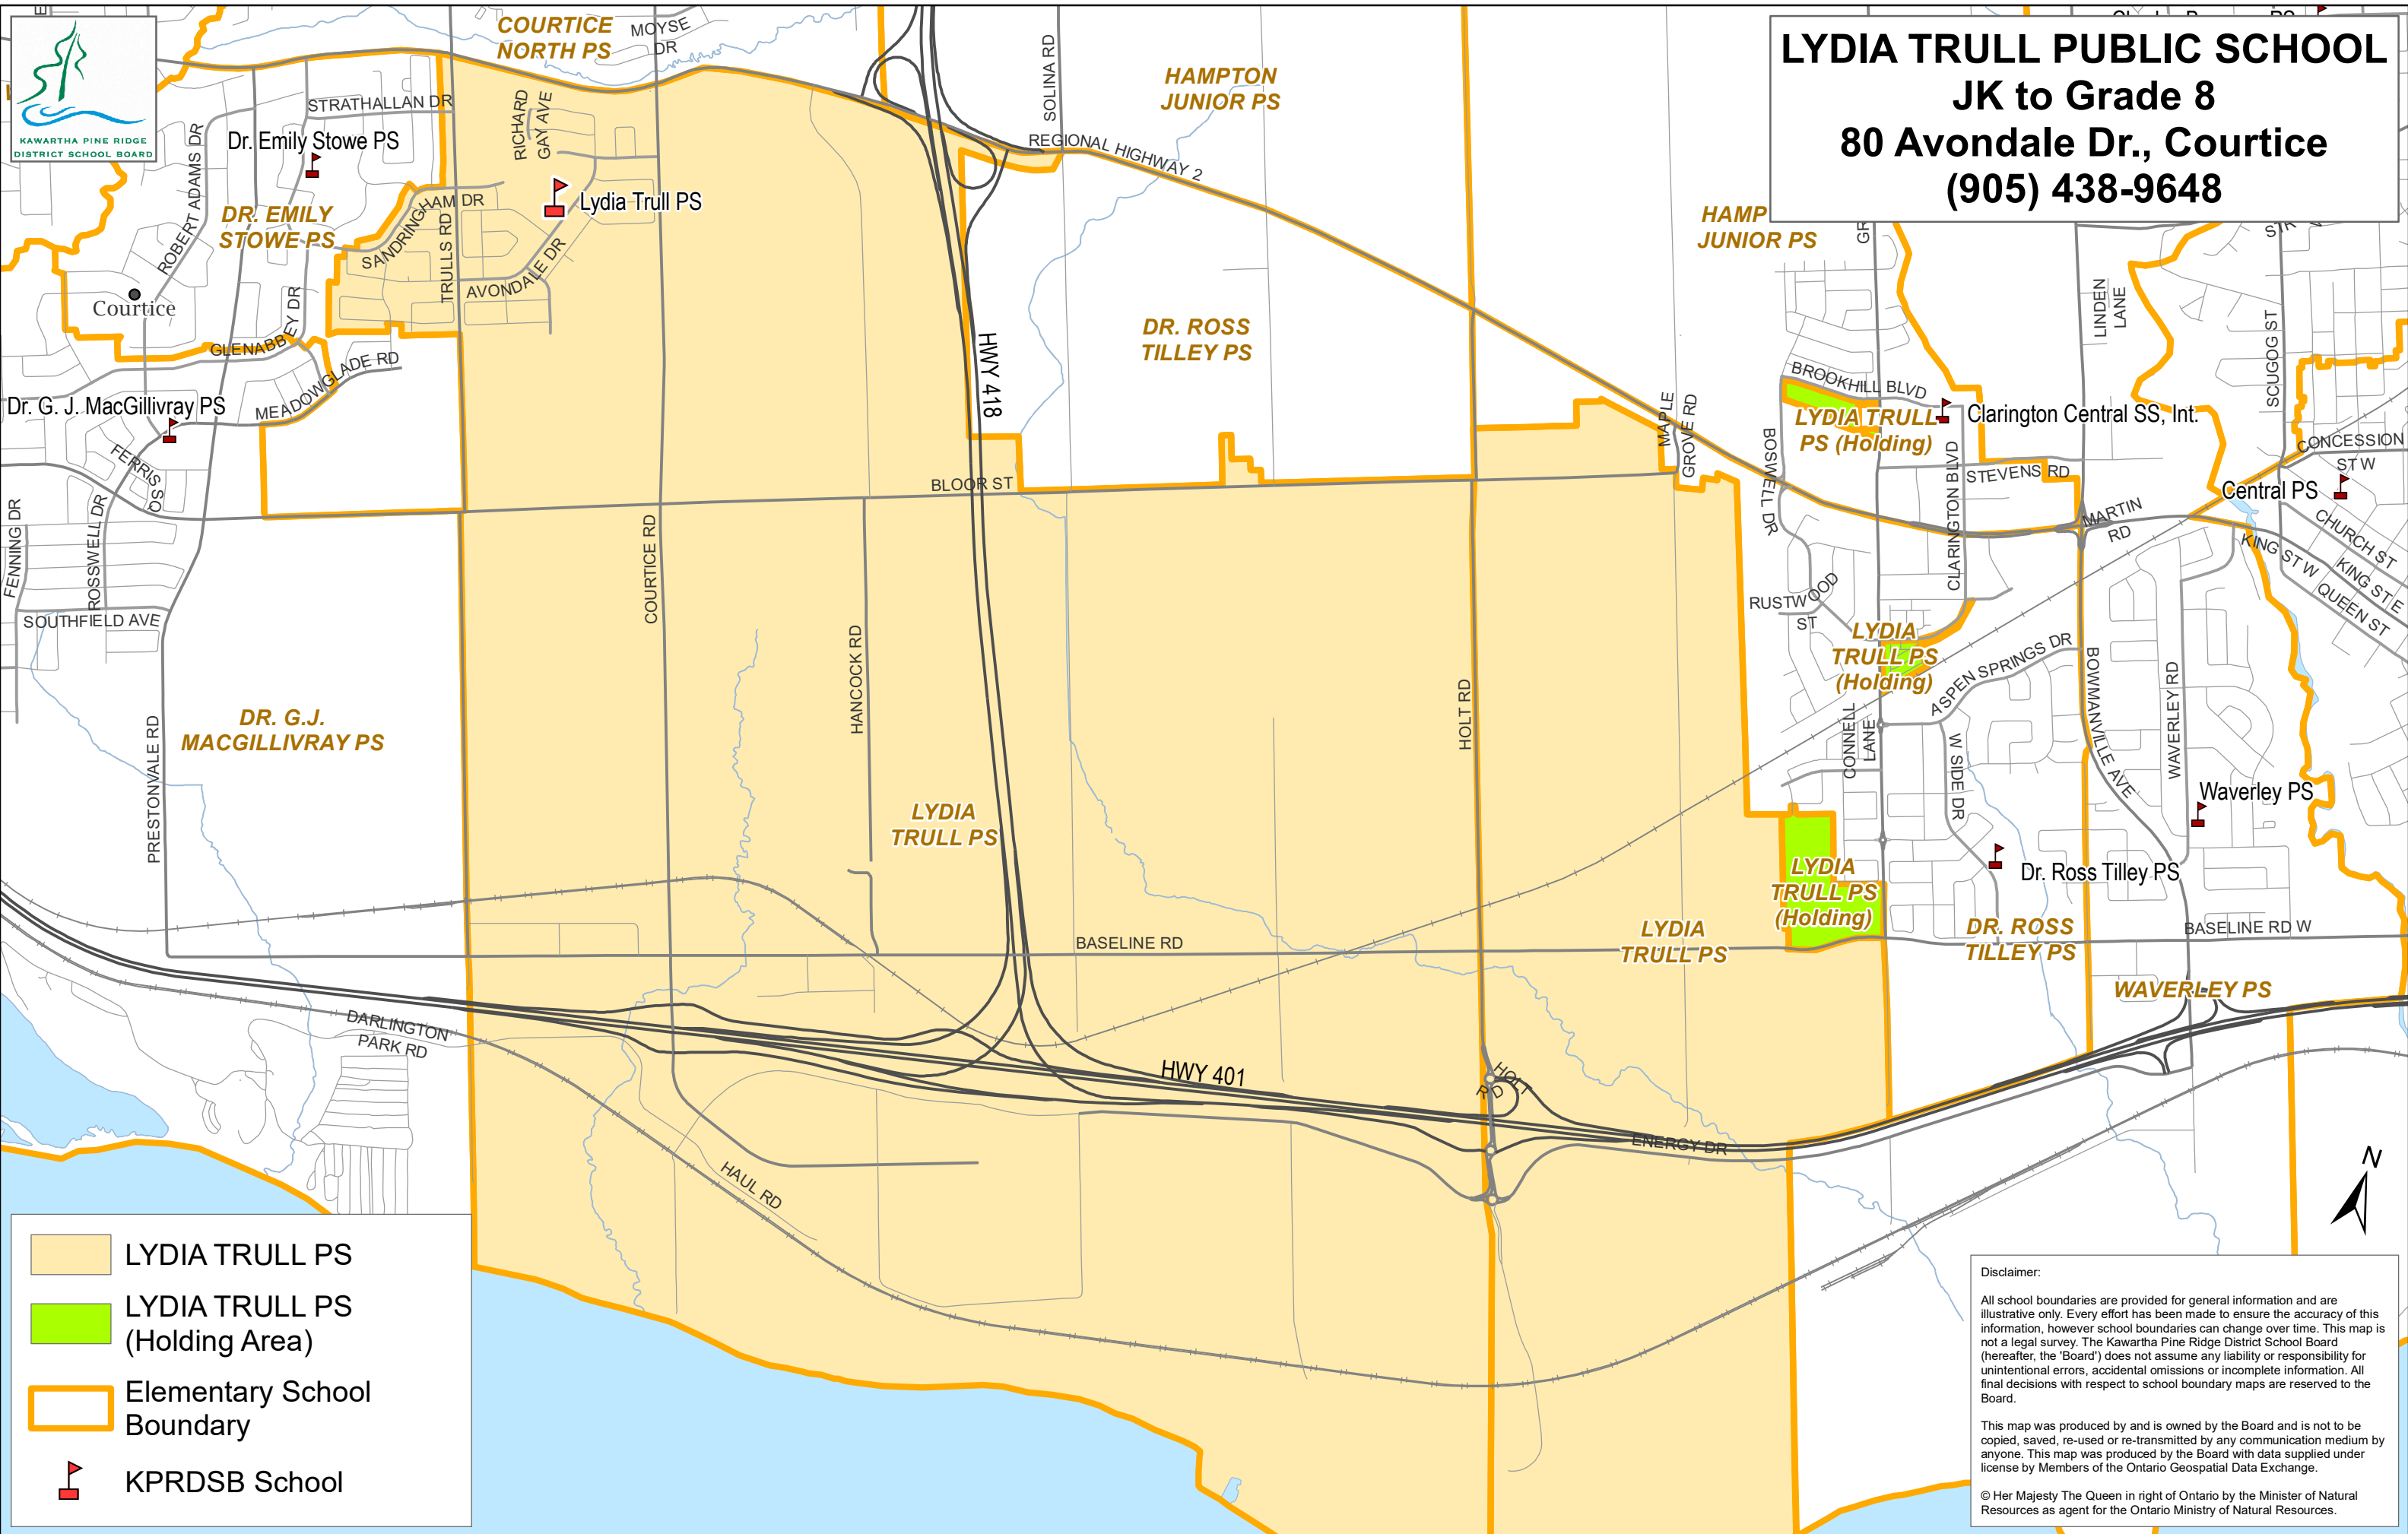 LYDIA TRULL PUBLIC SCHOOL
JK to Grade 8
80 Avondale Dr., Courtice
(905) 438-9648
KAWARTHA PINE RIDGE
DISTRICT SCHOOL BOARD
COURTICE
NORTH PS
MOYSE
DR
STRATHALLAN DR
RICHARD
GAY AVE
SOLINA RD
HAMPTON
JUNIOR PS
REGIONAL HIGHWAY 2
Dr. Emily Stowe PS
ROBERT ADAMS DR
DR. EMILY
STOWE PS
SANDRINGHAM DR
TRULLS RD
Lydia Trull PS
AVONDALE DR
HAMP
JUNIOR PS
GR
STR
Courtice
GLENABBEY DR
MEADOWGLADE RD
Dr. G. J. MacGillivray PS
FERRIS SQ
ROSSWELL DR
FENNING DR
SOUTHFIELD AVE
HWY 418
DR. ROSS
TILLEY PS
BLOOR ST
MAPLE
GROVE RD
BROOKHILL BLVD
LYDIA TRULL
PS (Holding)
Clarington Central SS, Int.
LINDEN
LANE
SCUGOG ST
CONCESSION
ST W
STEVENS RD
Central PS
BOSWELL DR
CLARINGTON BLVD
MARTIN
RD
CHURCH ST
KING ST W
KING ST E
QUEEN ST
RUSTWOOD
ST
LYDIA
TRULL PS
(Holding)
ASPEN SPRINGS DR
COURTICE RD
HANCOCK RD
HOLT RD
PRESTONVALE RD
DR. G.J.
MACGILLIVRAY PS
LYDIA
TRULL PS
CONNELL
LANE
W SIDE DR
BOWMANVILLE AVE
WAVERLEY RD
Waverley PS
Dr. Ross Tilley PS
LYDIA
TRULL PS
(Holding)
LYDIA
TRULL PS
DR. ROSS
TILLEY PS
BASELINE RD
BASELINE RD W
WAVERLEY PS
DARLINGTON
PARK RD
HWY 401
HOLT
RD
ENERGY DR
HAUL RD
N
LYDIA TRULL PS
LYDIA TRULL PS
(Holding Area)
Elementary School
Boundary
KPRDSB School
Disclaimer:
All school boundaries are provided for general information and are
illustrative only. Every effort has been made to ensure the accuracy of this
information, however school boundaries can change over time. This map is
not a legal survey. The Kawartha Pine Ridge District School Board
(hereafter, the 'Board') does not assume any liability or responsibility for
unintentional errors, accidental omissions or incomplete information. All
final decisions with respect to school boundary maps are reserved to the
Board.
This map was produced by and is owned by the Board and is not to be
copied, saved, re-used or re-transmitted by any communication medium by
anyone. This map was produced by the Board with data supplied under
license by Members of the Ontario Geospatial Data Exchange.
© Her Majesty The Queen in right of Ontario by the Minister of Natural
Resources as agent for the Ontario Ministry of Natural Resources.